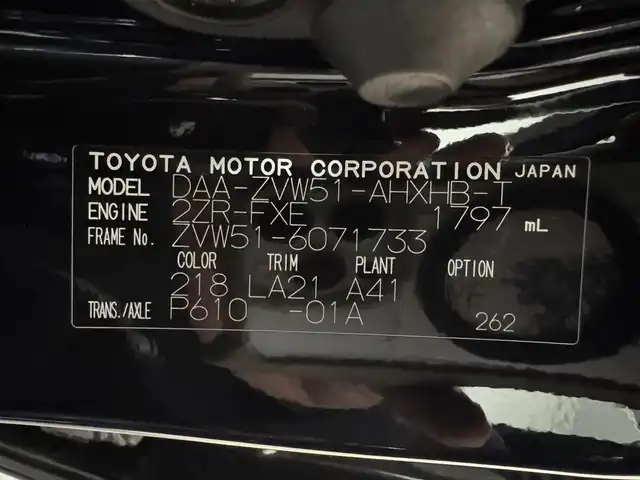 TOYOTA MOTOR CORPORATION JAPAN
MODEL DAA-ZVW51-AHXHB-T
ENGINE 2ZR-FXE 1797 mL
FRAME No. ZVW51-6071733
COLOR TRIM PLANT OPTION
218 LA21 A41
TRANS./AXLE P610 -01A 262